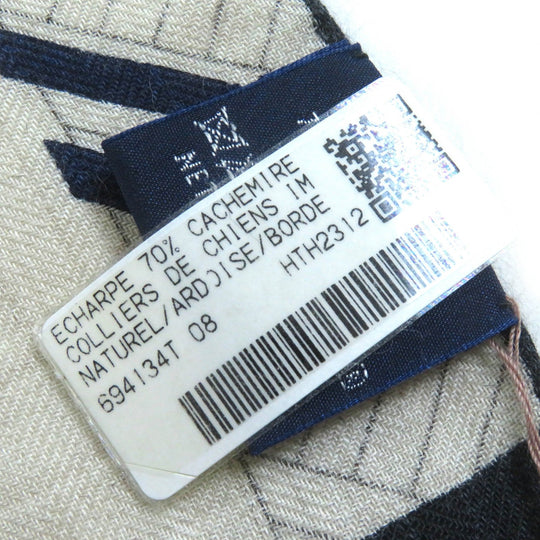 ECHARPE 70% CACHEMIRE
COLLIERS DE CHIENS IM
NATUREL/ARDOISE/BORDE
HTH2312
694134T 08